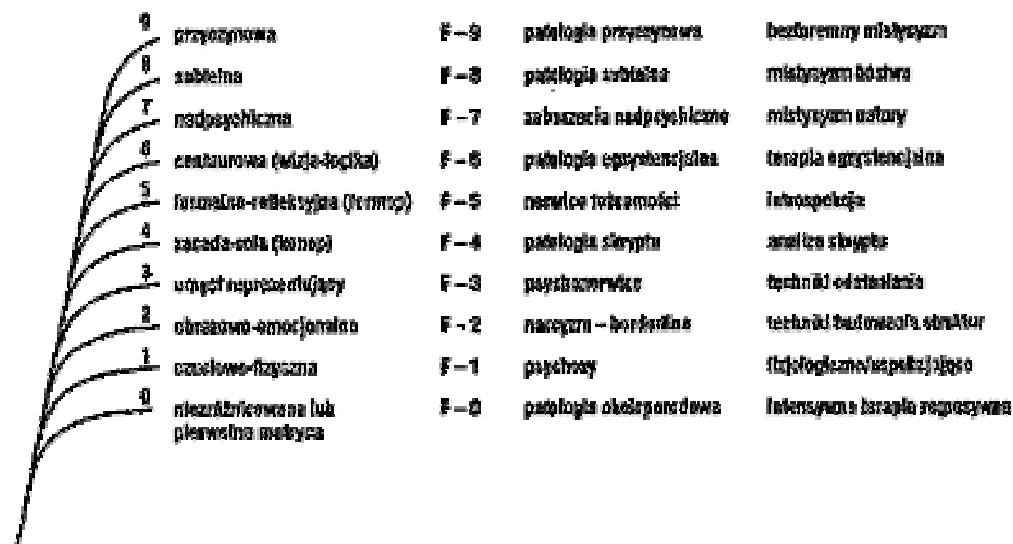 9 przyczynowa F-9 patologia przyczynowa bezforemny mistycyzm
8 subtelna F-8 patologia subtelna mistycyzm bóstwa
7 nadpsychiczna F-7 zaburzenia nadpsychiczne mistycyzm natury
6 centaurowa (wizja-logika) F-6 patologia egzystencjalna terapia egzystencjalna
5 formalno-refleksyjna (formop) F-5 nerwice tożsamości introspekcja
4 zasada-rola (konop) F-4 patologia skryptu analiza skryptu
3 umysł reprezentujący F-3 psychonerwice techniki odsłaniania
2 obrazowo-emocjonalna F-2 narcyzm – borderline techniki budowania struktur
1 czuciowo-fizyczna F-1 psychozy fizjologiczne/uspokajające
0 niezróżnicowana lub F-0 patologia okołoporodowa intensywna terapia regresywna
pierwotna matryca